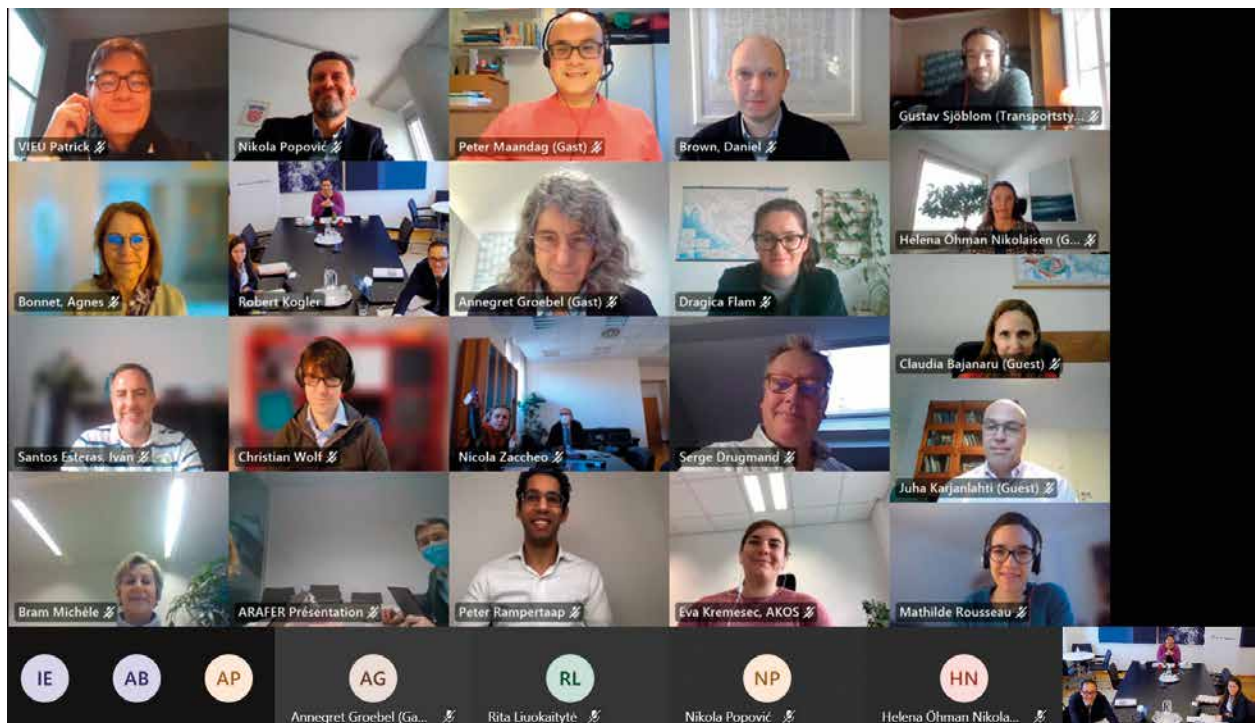 VIEU Patrick
Nikola Popović
Peter Maandag (Gast)
Brown, Daniel
Gustav Sjöblom (Transportsty...
Helena Öhman Nikolaisen (G...
Bonnet, Agnes
Robert Kogler
Annegret Groebel (Gast)
Dragica Flam
Claudia Bajanaru (Guest)
Santos Esteras, Iván
Christian Wolf
Nicola Zaccheo
Serge Drugmand
Juha Karjanlahti (Guest)
Bram Michèle
ARAFER Présentation
Peter Rampertaap
Eva Kremesec, AKOS
Mathilde Rousseau
IE
AB
AP
AG
RL
NP
HN
Annegret Groebel (Ga...
Rita Liuokaitytė
Nikola Popović
Helena Öhman Nikola...